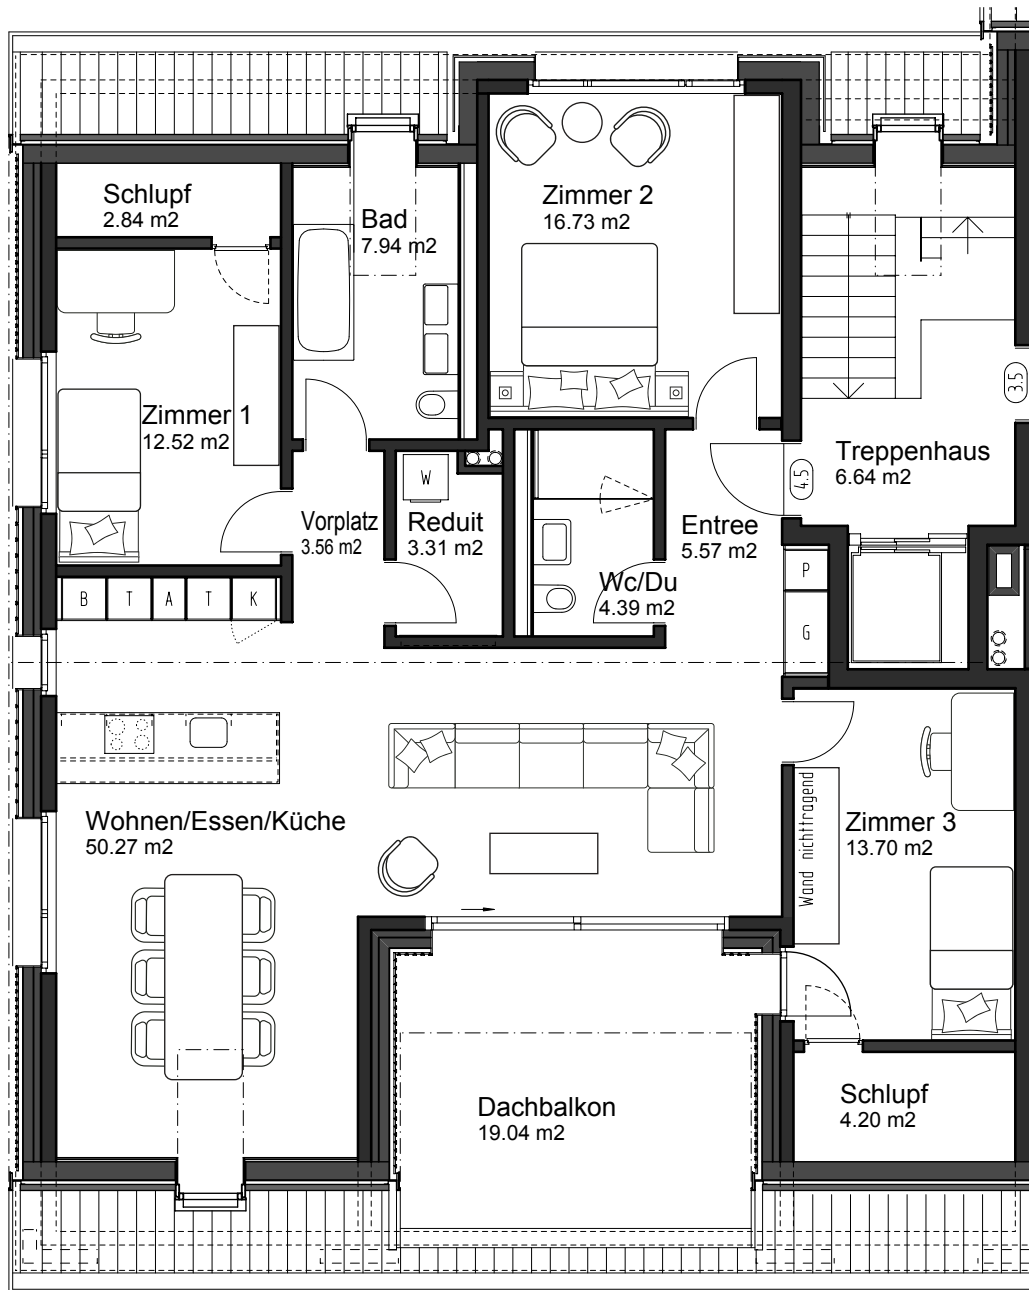 Schlupf
2.84 m2
Bad
7.94 m2
Zimmer 2
16.73 m2
Zimmer 1
12.52 m2
3.5
Treppenhaus
6.64 m2
4.5
W
Vorplatz
3.56 m2
Reduit
3.31 m2
Entree
5.57 m2
Wc/Du
4.39 m2
P
G
B T A T K
Wohnen/Essen/Küche
50.27 m2
Wand nichttragend
Zimmer 3
13.70 m2
Dachbalkon
19.04 m2
Schlupf
4.20 m2